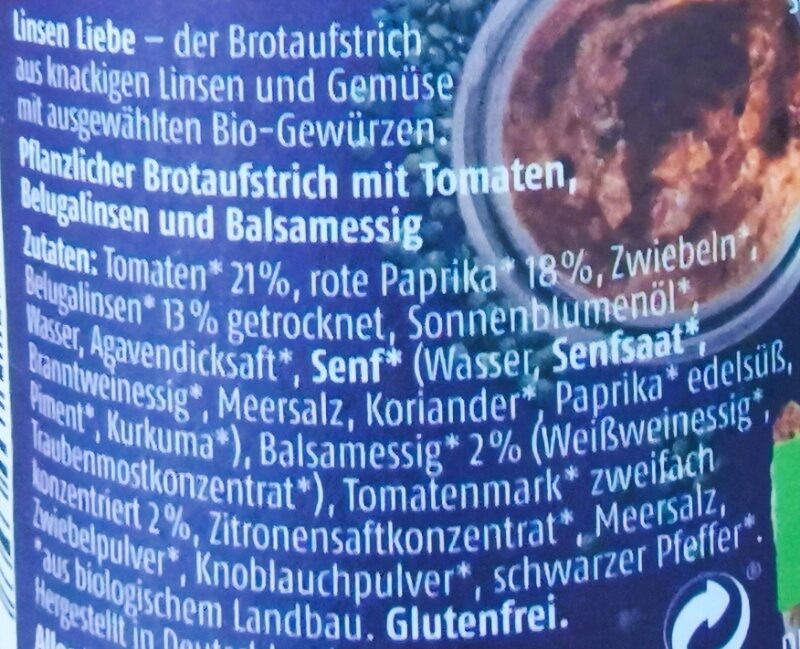 Linsen Liebe – der Brotaufstrich
aus knackigen Linsen und Gemüse
mit ausgewählten Bio-Gewürzen.
Pflanzlicher Brotaufstrich mit Tomaten,
Belugalinsen und Balsamessig
Zutaten: Tomaten* 21%, rote Paprika* 18%, Zwiebeln*,
Belugalinsen* 13% getrocknet, Sonnenblumenöl*,
Wasser, Agavendicksaft*, Senf* (Wasser, Senfsaat*,
Branntweinessig*, Meersalz, Koriander*, Paprika* edelsüß,
Piment*, Kurkuma*), Balsamessig* 2% (Weißweinessig*,
Traubenmostkonzentrat*), Tomatenmark* zweifach
konzentriert 2%, Zitronensaftkonzentrat*, Meersalz,
Zwiebelpulver*, Knoblauchpulver*, schwarzer Pfeffer*.
*aus biologischem Landbau. Glutenfrei.
Hergestellt in